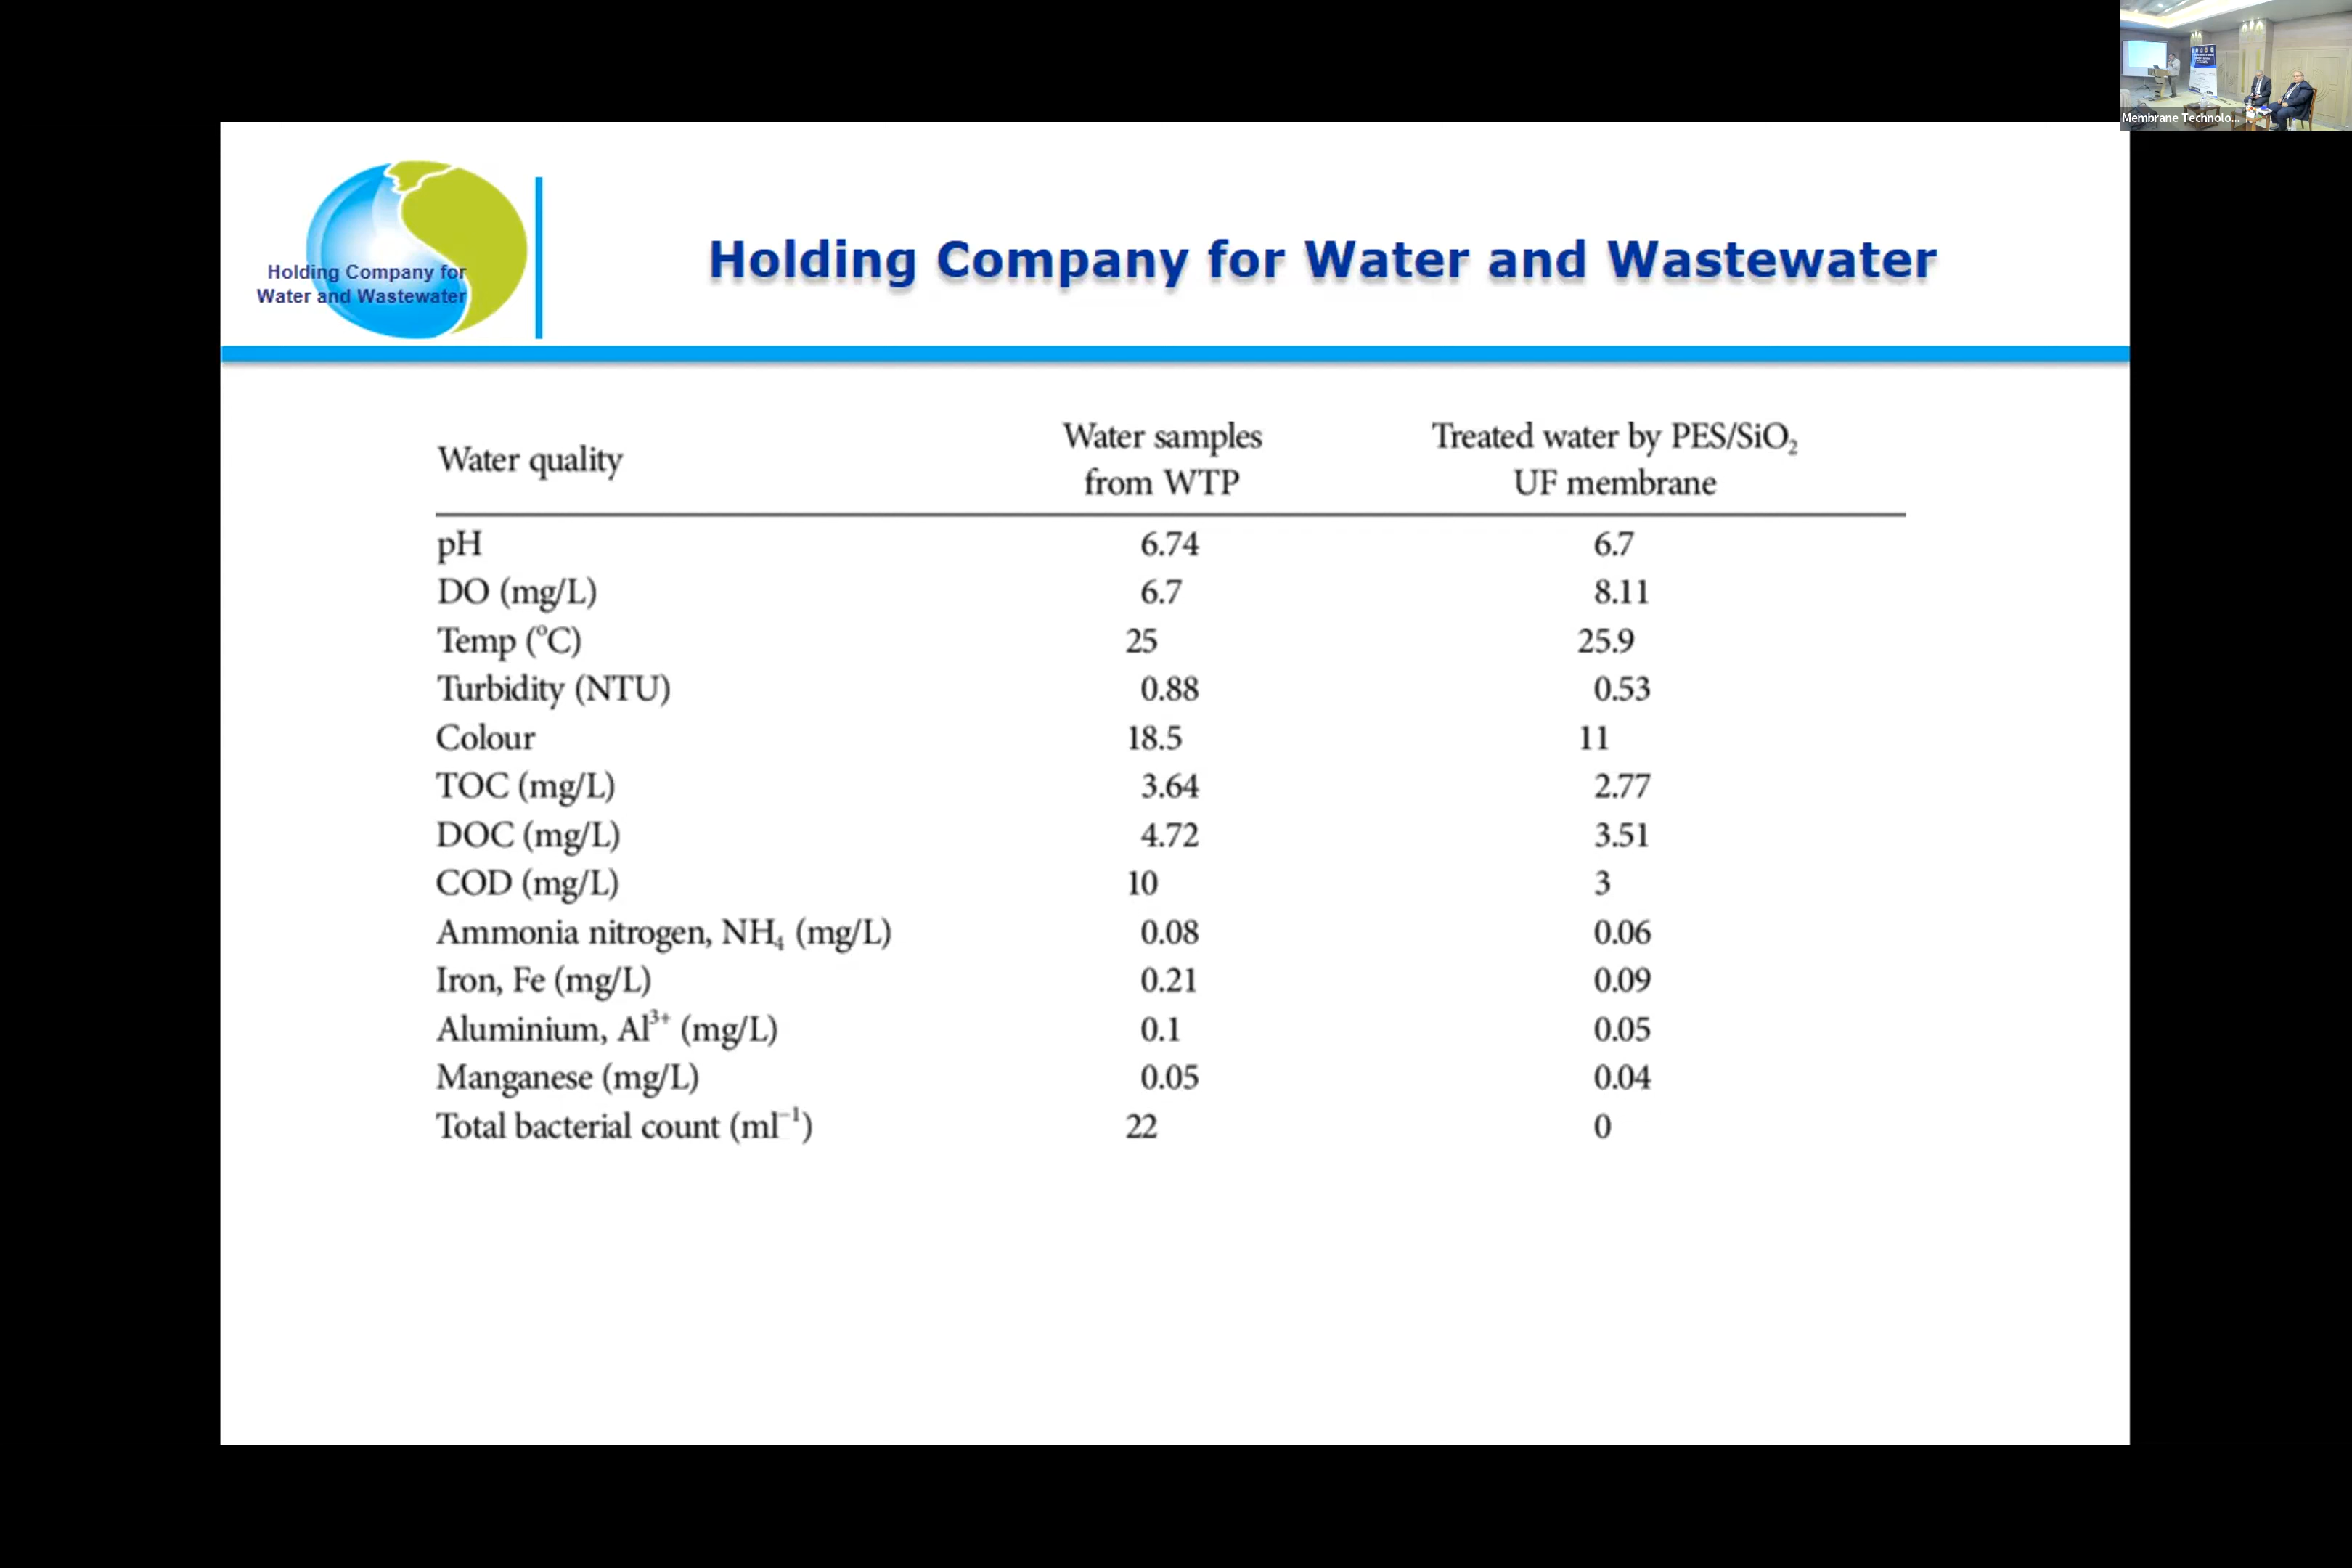 Membrane Technolo...
Holding Company for
Water and Wastewater
Holding Company for Water and Wastewater
Water quality
Water samples
from WTP
Treated water by PES/SiO₂
UF membrane
pH 6.74 6.7
DO (mg/L) 6.7 8.11
Temp (°C) 25 25.9
Turbidity (NTU) 0.88 0.53
Colour 18.5 11
TOC (mg/L) 3.64 2.77
DOC (mg/L) 4.72 3.51
COD (mg/L) 10 3
Ammonia nitrogen, NH₄ (mg/L) 0.08 0.06
Iron, Fe (mg/L) 0.21 0.09
Aluminium, Al³⁺ (mg/L) 0.1 0.05
Manganese (mg/L) 0.05 0.04
Total bacterial count (ml⁻¹) 22 0